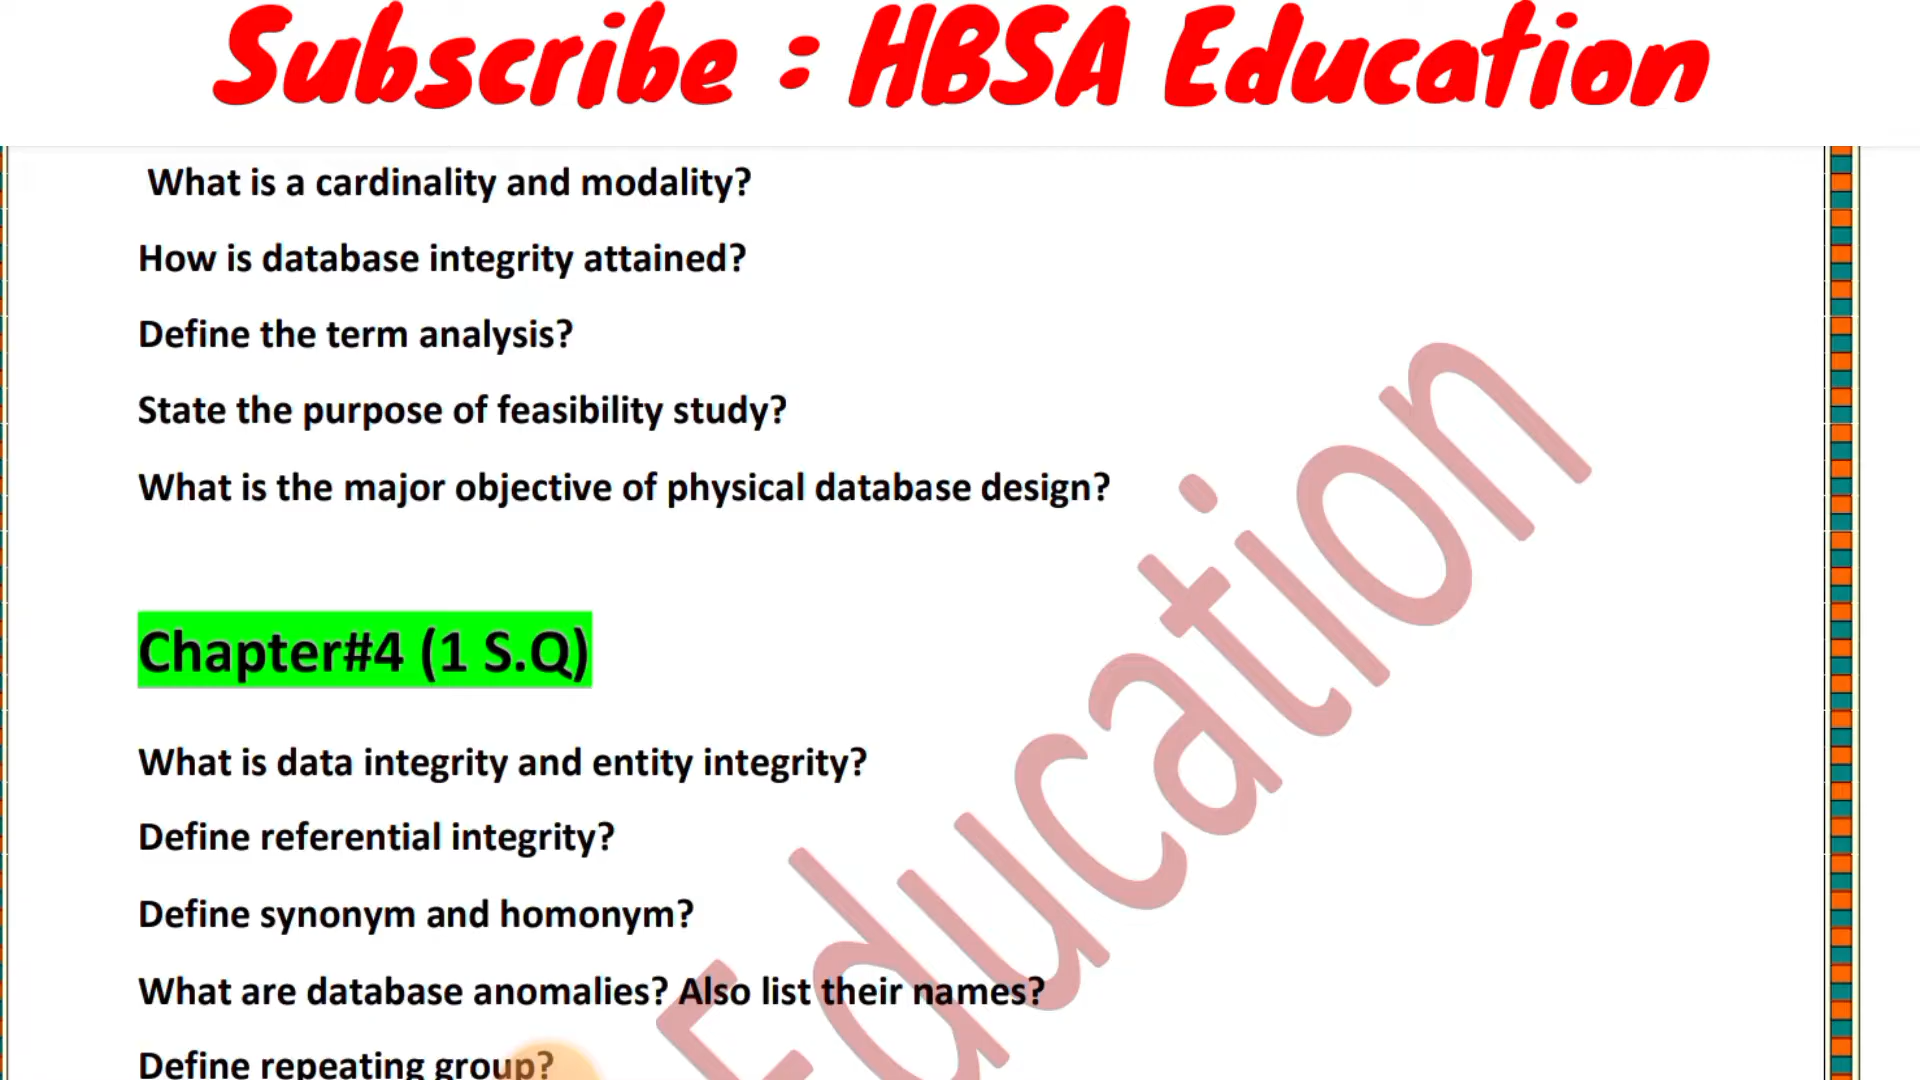 Subscribe : HBSA Education
What is a cardinality and modality?
How is database integrity attained?
Define the term analysis?
State the purpose of feasibility study?
What is the major objective of physical database design?
Chapter#4 (1 S.Q)
What is data integrity and entity integrity?
Define referential integrity?
Define synonym and homonym?
What are database anomalies? Also list their names?
Define repeating group?
Education